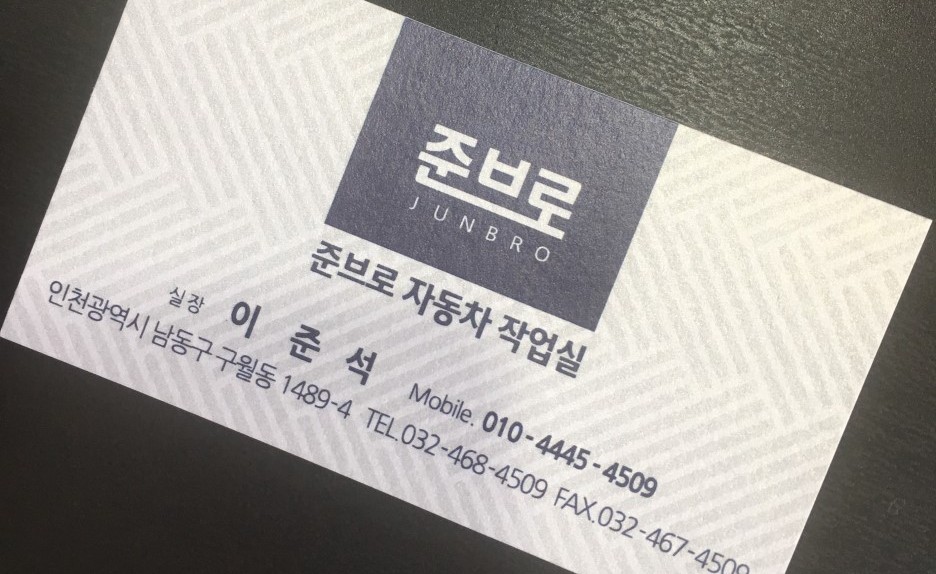 준브로
JUNBRO
준브로 자동차 작업실
실장 이 준 석 Mobile. 010-4445-4509
인천광역시 남동구 구월동 1489-4 TEL.032-468-4509 FAX.032-467-4509